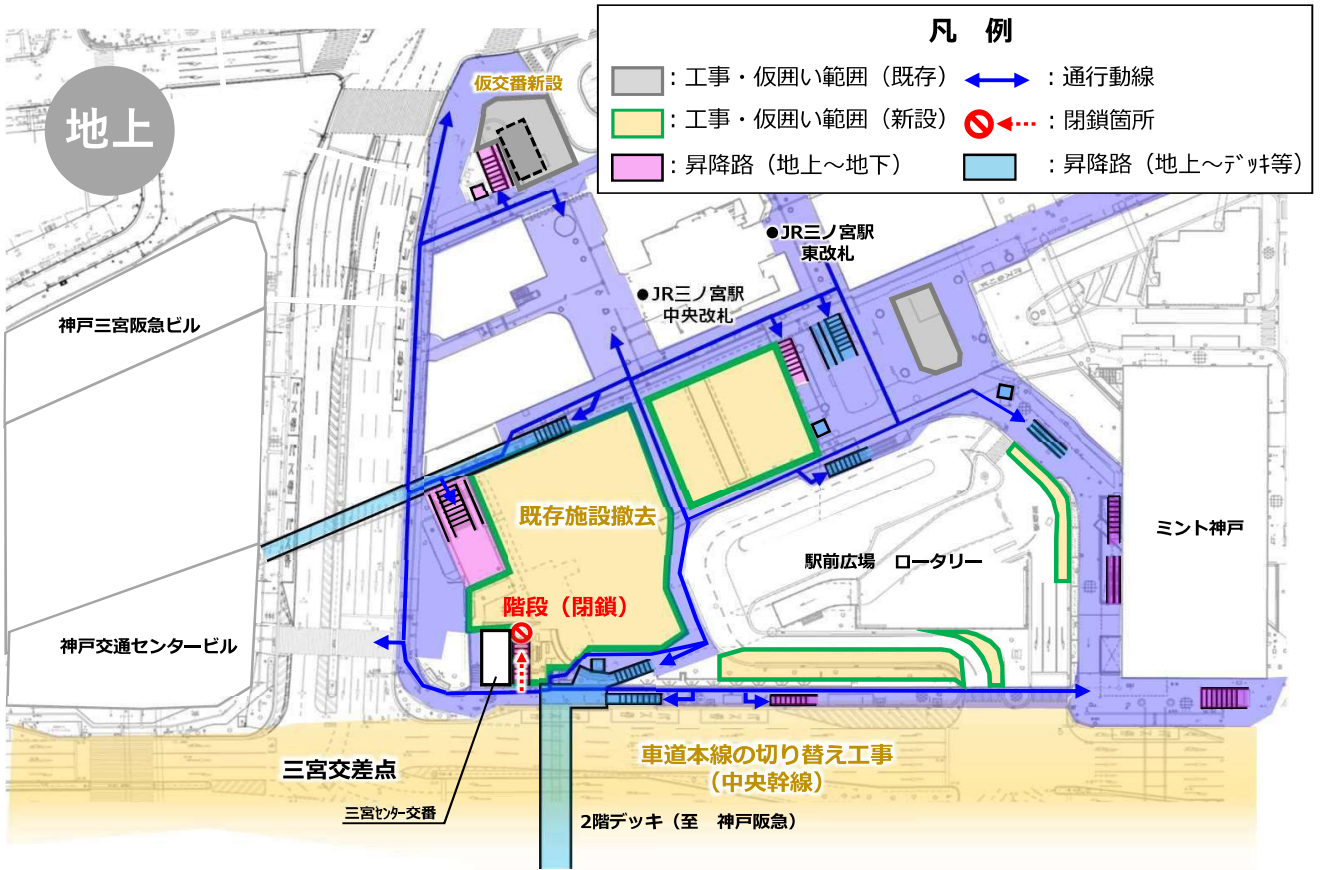 凡 例
：工事・仮囲い範囲（既存）
：通行動線
：工事・仮囲い範囲（新設）
：閉鎖箇所
：昇降路（地上～地下）
：昇降路（地上～ﾃﾞｯｷ等）
地上
仮交番新設
●JR三ノ宮駅
東改札
●JR三ノ宮駅
中央改札
神戸三宮阪急ビル
既存施設撤去
ミント神戸
駅前広場　ロータリー
階段（閉鎖）
神戸交通センタービル
三宮交差点
車道本線の切り替え工事
（中央幹線）
三宮ｾﾝﾀｰ交番
2階デッキ（至　神戸阪急）